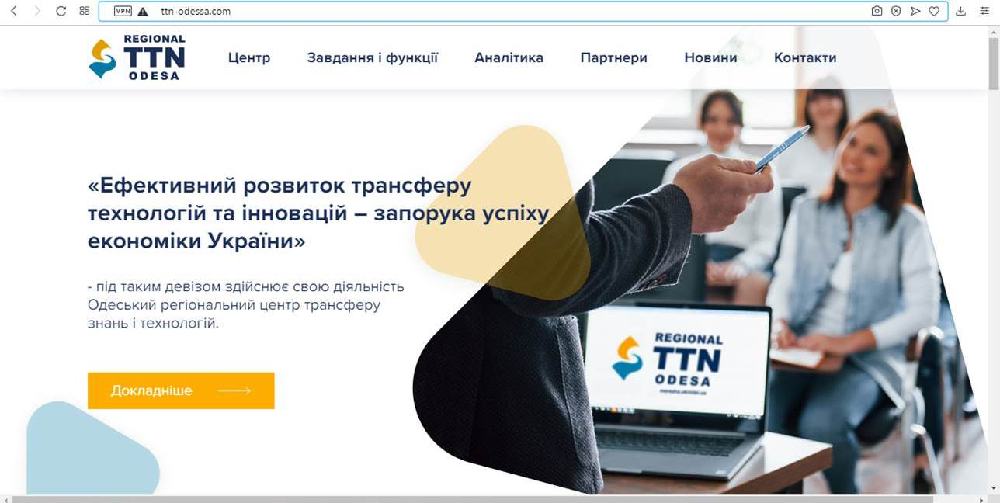 VPN
ttn-odessa.com
REGIONAL
TTN
ODESA
Центр
Завдання і функції
Аналітика
Партнери
Новини
Контакти
«Ефективний розвиток трансферу
технологій та інновацій – запорука успіху
економіки України»
- під таким девізом здійснює свою діяльність
Одеський регіональний центр трансферу
знань і технологій.
Докладніше
REGIONAL
TTN
ODESA